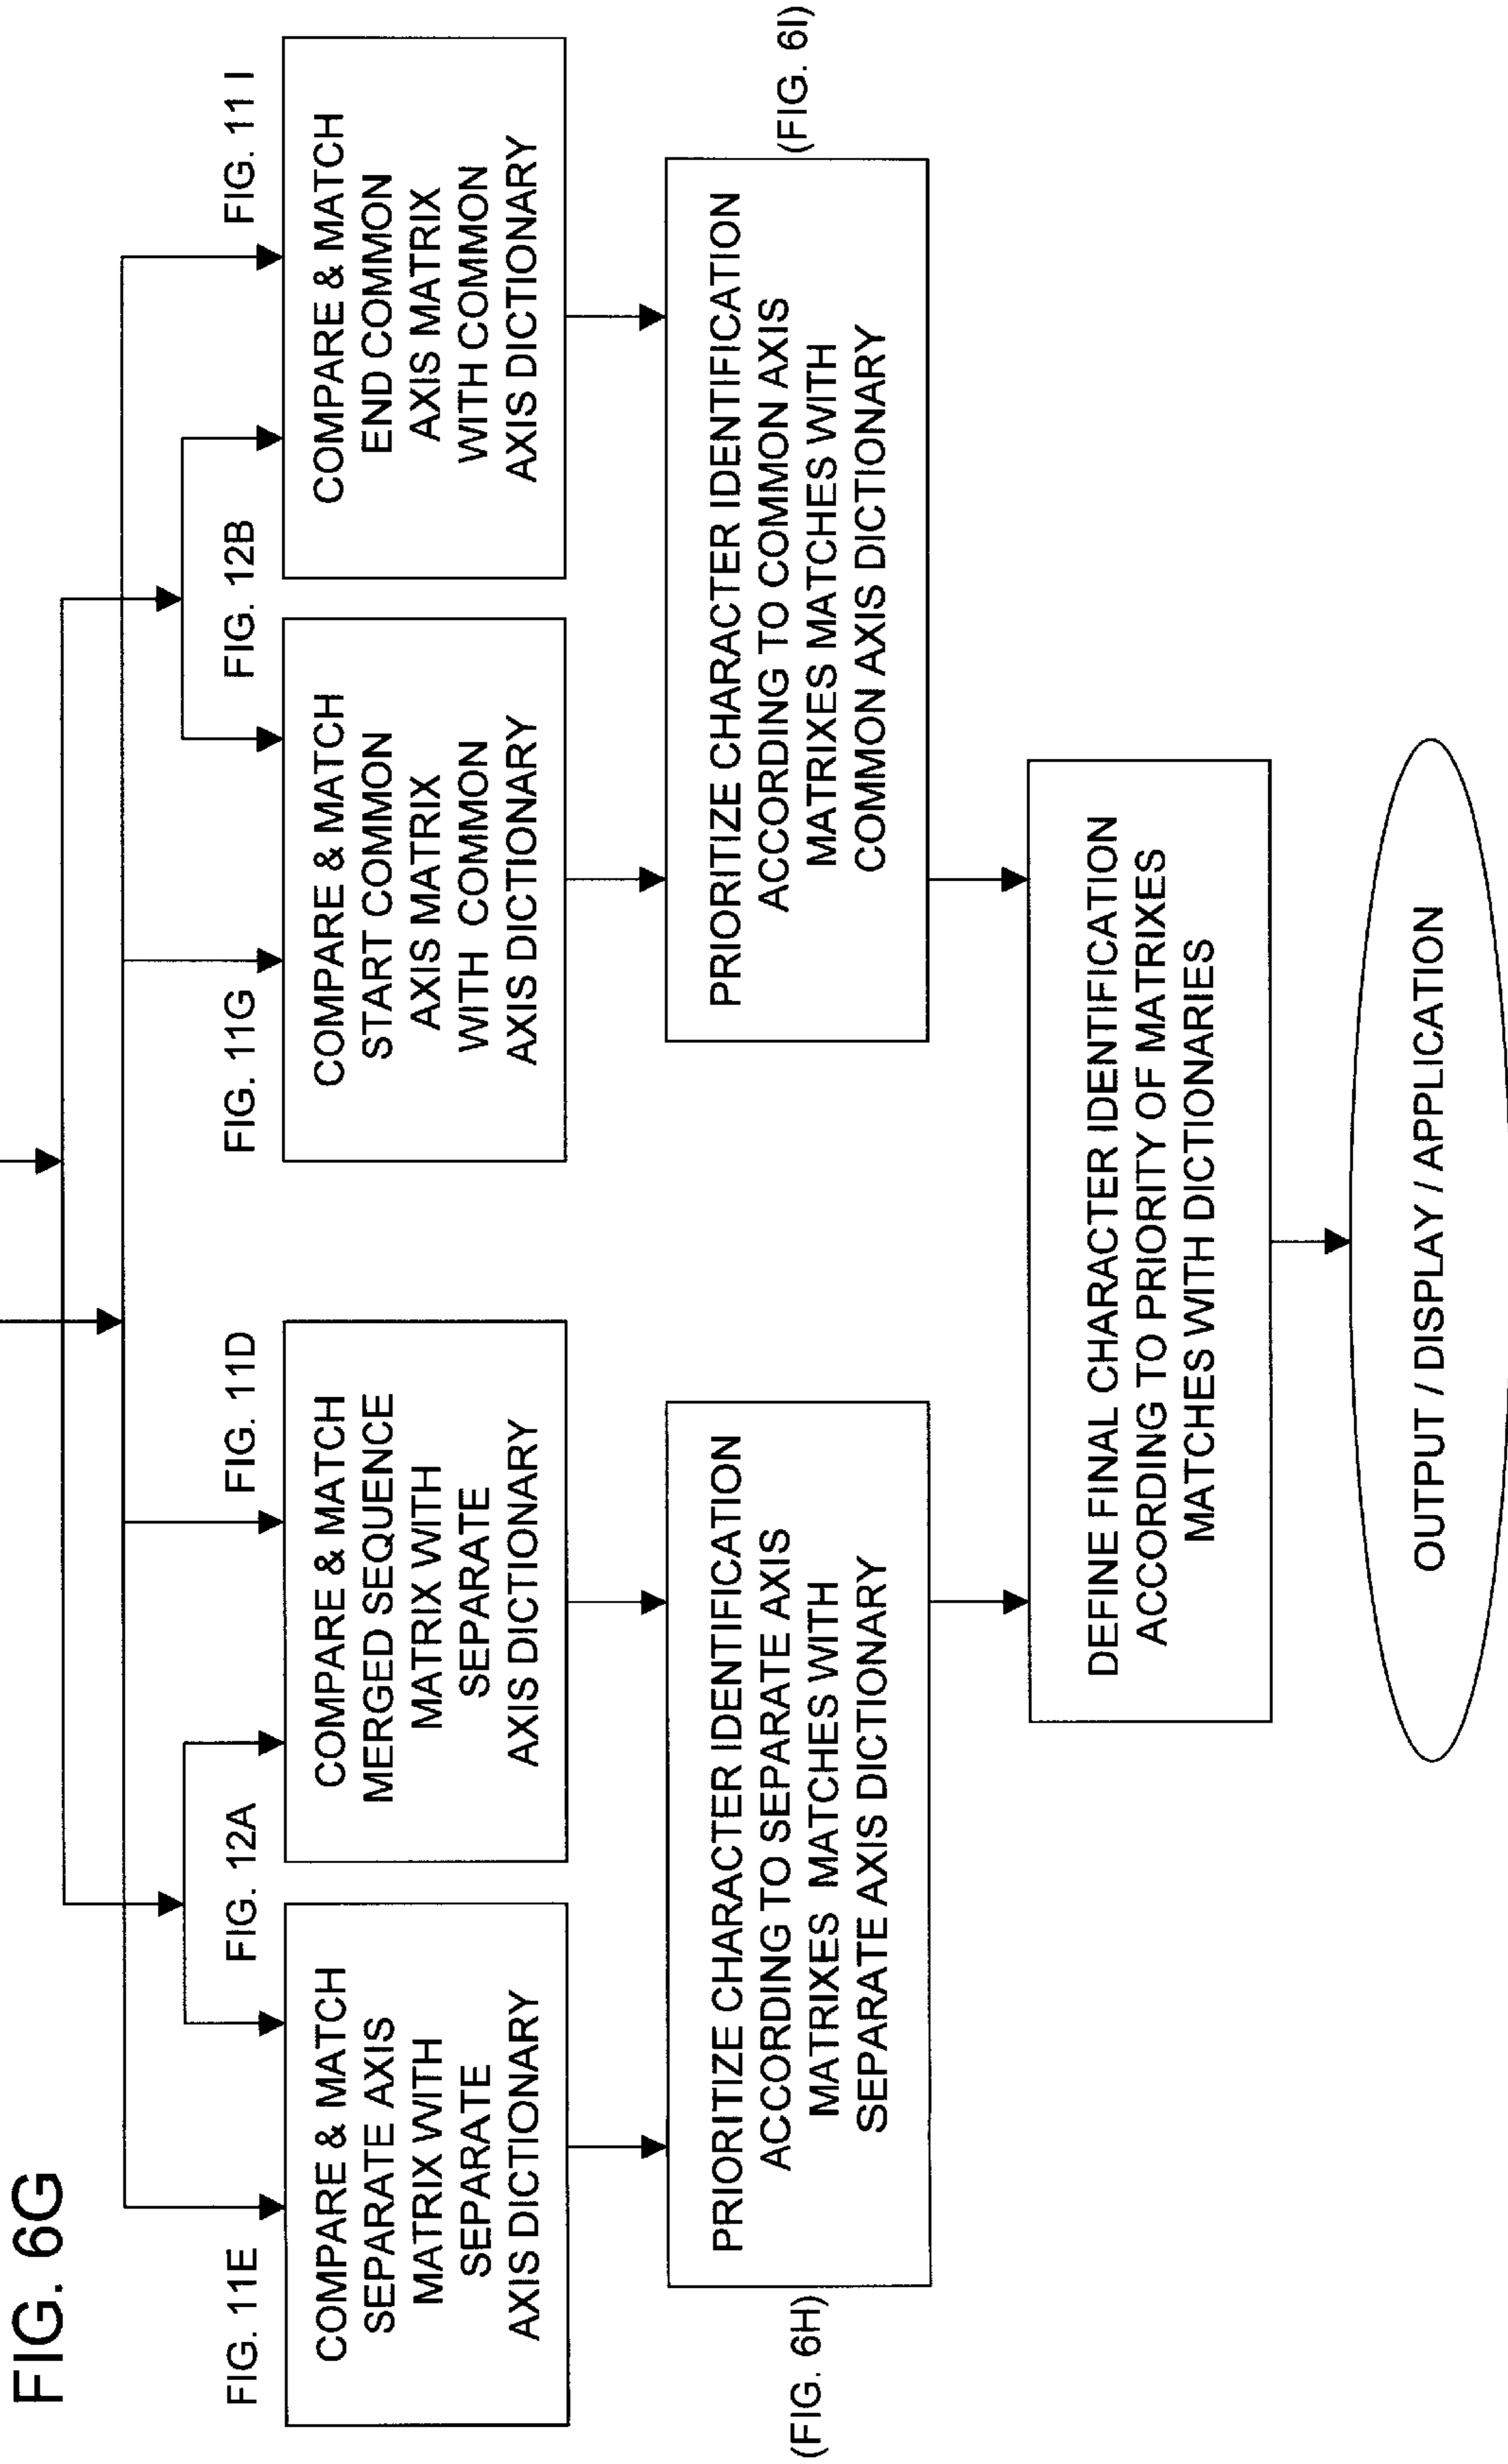 FIG. 6G
FIG. 11E
FIG. 12A
FIG. 11D
FIG. 11G
FIG. 12B
FIG. 11 I
COMPARE & MATCH
SEPARATE AXIS
MATRIX WITH
SEPARATE
AXIS DICTIONARY
COMPARE & MATCH
MERGED SEQUENCE
MATRIX WITH
SEPARATE
AXIS DICTIONARY
COMPARE & MATCH
START COMMON
AXIS MATRIX
WITH COMMON
AXIS DICTIONARY
COMPARE & MATCH
END COMMON
AXIS MATRIX
WITH COMMON
AXIS DICTIONARY
(FIG. 6H)
PRIORITIZE CHARACTER IDENTIFICATION
ACCORDING TO SEPARATE AXIS
MATRIXES MATCHES WITH
SEPARATE AXIS DICTIONARY
PRIORITIZE CHARACTER IDENTIFICATION
ACCORDING TO COMMON AXIS
MATRIXES MATCHES WITH
COMMON AXIS DICTIONARY
(FIG. 6I)
DEFINE FINAL CHARACTER IDENTIFICATION
ACCORDING TO PRIORITY OF MATRIXES
MATCHES WITH DICTIONARIES
OUTPUT / DISPLAY / APPLICATION